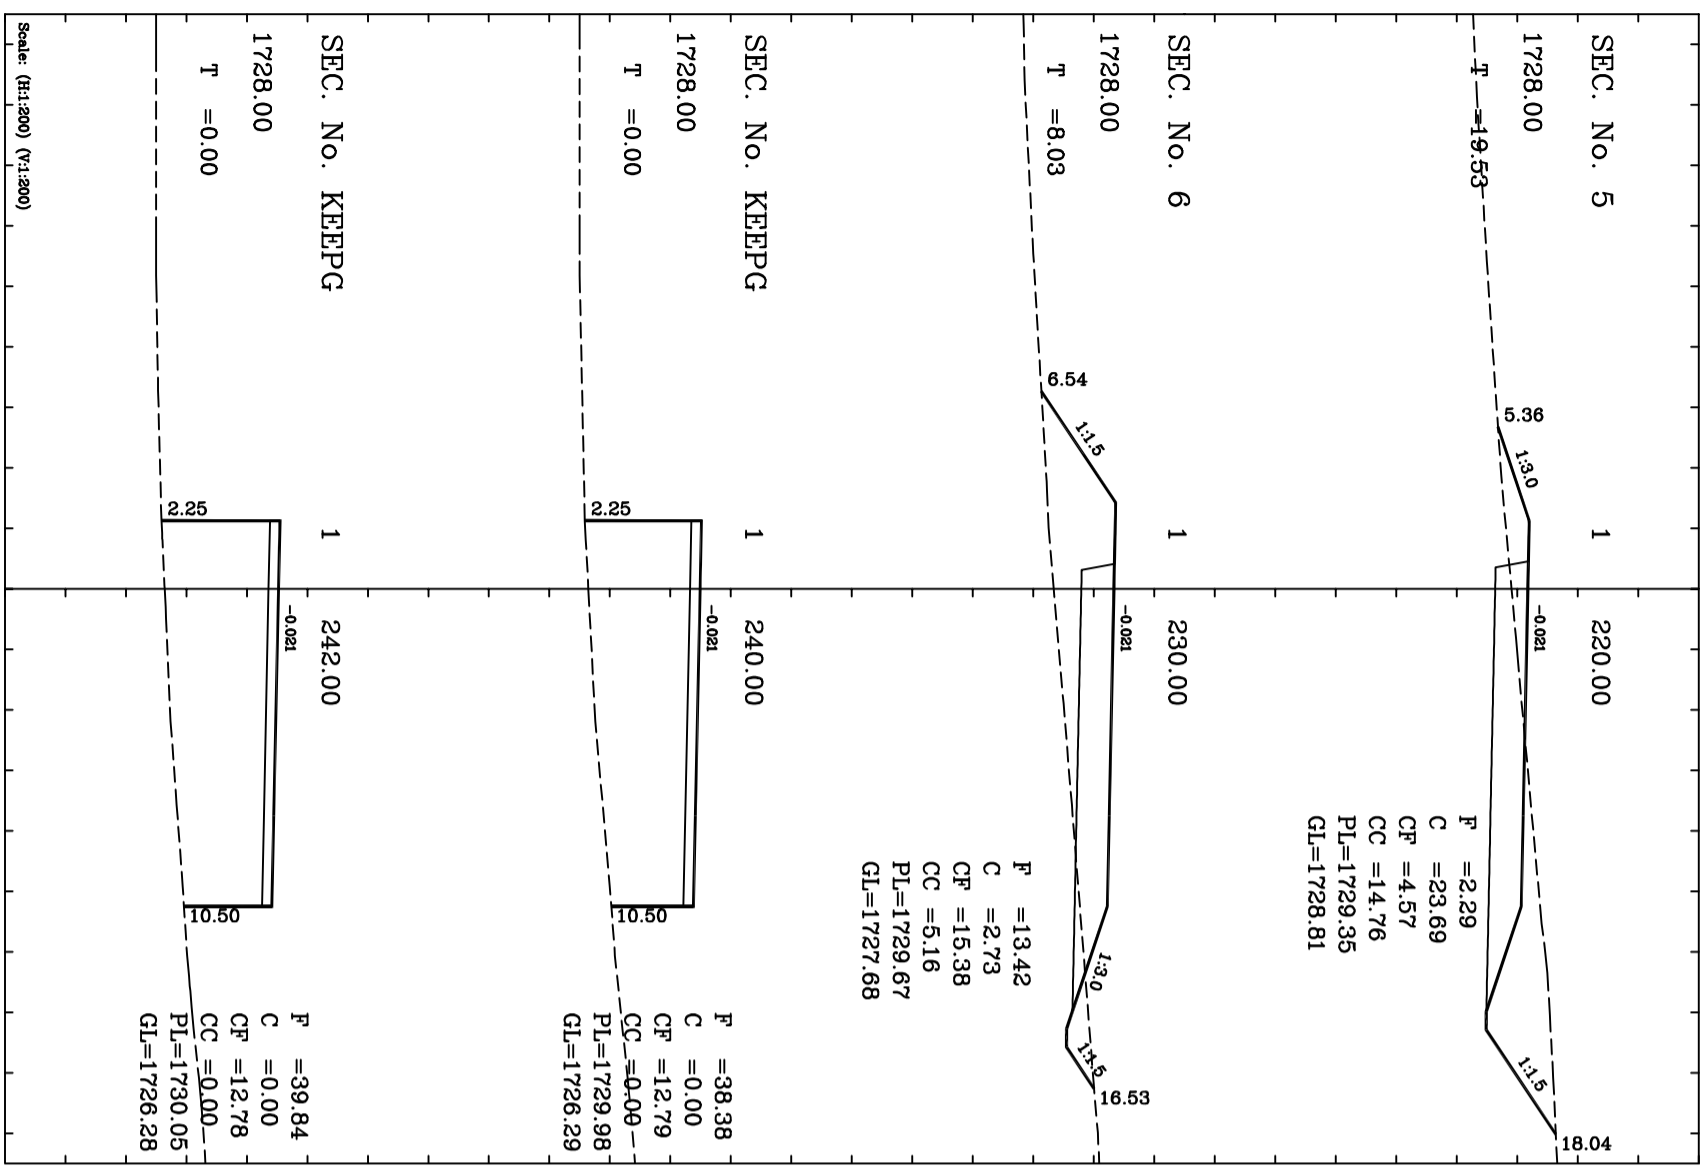 SEC. No. 5 1 220.00
1728.00
T =19.53
5.36
1:3.0
-0.021
1:1.5
18.04
F =2.29
C =23.69
CF =4.57
CC =14.76
PL=1729.35
GL=1728.81
SEC. No. 6 1 230.00
1728.00
T =8.03
6.54
1:1.5
-0.021
1:3.0
1:1.5
16.53
F =13.42
C =2.73
CF =15.38
CC =5.16
PL=1729.67
GL=1727.68
SEC. No. KEEPG 1 240.00
1728.00
T =0.00
2.25
-0.021
10.50
F =38.38
C =0.00
CF =12.79
CC =0.00
PL=1729.98
GL=1726.29
SEC. No. KEEPG 1 242.00
1728.00
T =0.00
2.25
-0.021
10.50
F =39.84
C =0.00
CF =12.78
CC =0.00
PL=1730.05
GL=1726.28
Scale: (H:1:200) (V:1:200)